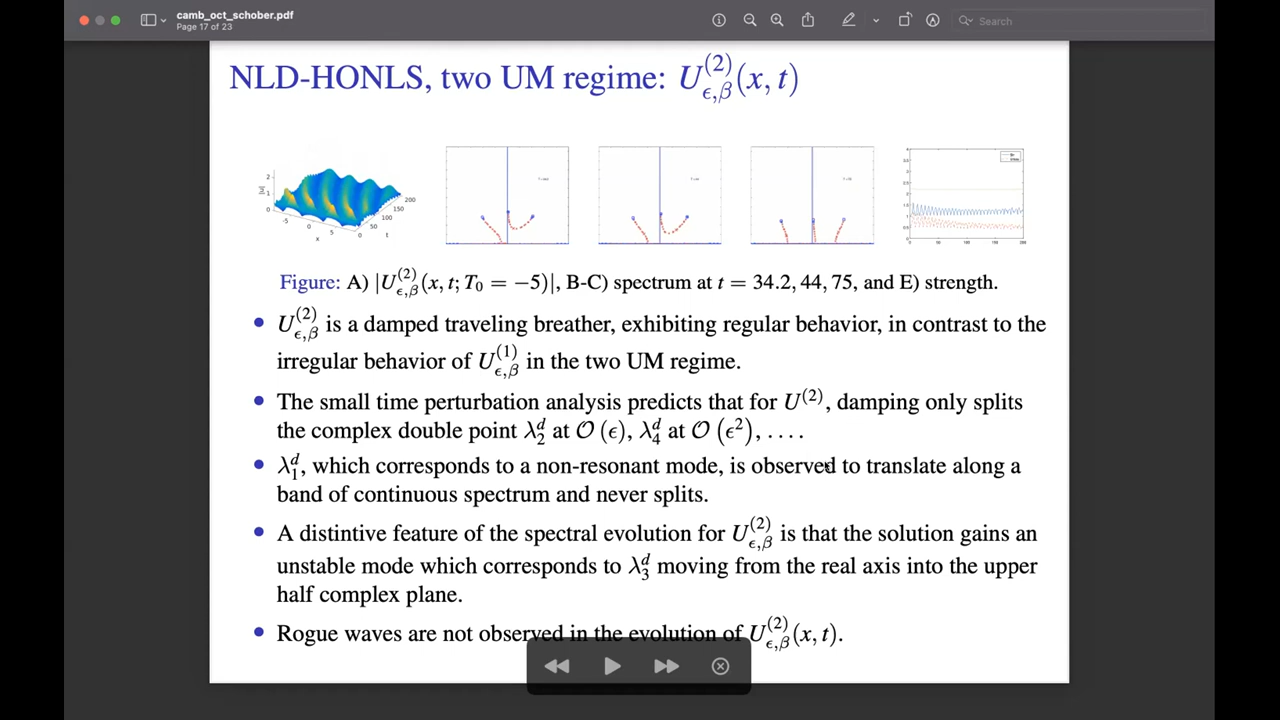 camb_oct_schober.pdf
Page 17 of 23
Search
NLD-HONLS, two UM regime: U^{(2)}_{ϵ,β}(x, t)
Figure: A) |U^{(2)}_{ϵ,β}(x, t; T_0 = −5)|, B-C) spectrum at t = 34.2, 44, 75, and E) strength.
• U^{(2)}_{ϵ,β} is a damped traveling breather, exhibiting regular behavior, in contrast to the
irregular behavior of U^{(1)}_{ϵ,β} in the two UM regime.
• The small time perturbation analysis predicts that for U^{(2)}, damping only splits
the complex double point λ^d_2 at O (ϵ), λ^d_4 at O (ϵ^2), . . . .
• λ^d_1, which corresponds to a non-resonant mode, is observed to translate along a
band of continuous spectrum and never splits.
• A distintive feature of the spectral evolution for U^{(2)}_{ϵ,β} is that the solution gains an
unstable mode which corresponds to λ^d_3 moving from the real axis into the upper
half complex plane.
• Rogue waves are not observed in the evolution of U^{(2)}_{ϵ,β}(x, t).